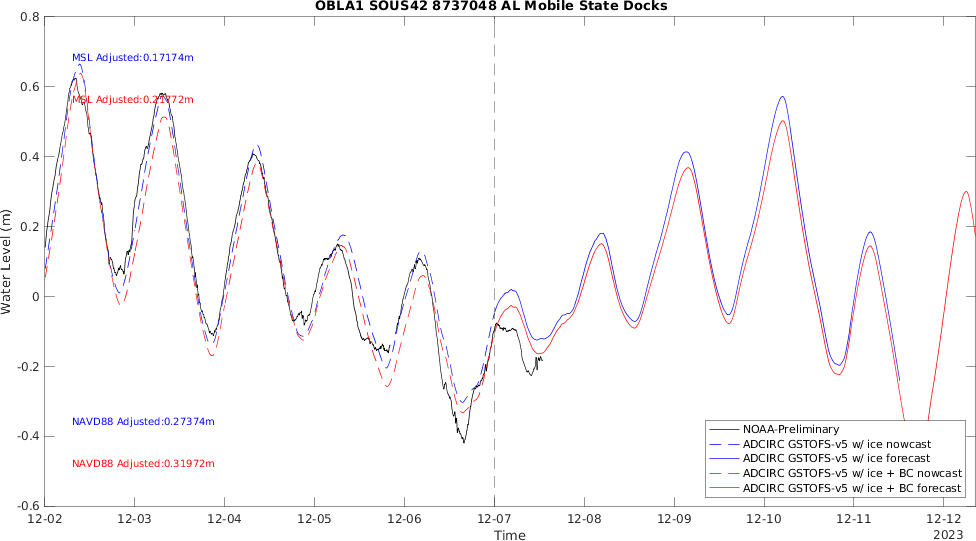 OBLA1 SOUS42 8737048 AL Mobile State Docks
0.8
0.6
0.4
0.2
0
-0.2
-0.4
-0.6
Water Level (m)
MSL Adjusted:0.17174m
MSL Adjusted:0.21772m
NAVD88 Adjusted:0.27374m
NAVD88 Adjusted:0.31972m
NOAA-Preliminary
ADCIRC GSTOFS-v5 w/ ice nowcast
ADCIRC GSTOFS-v5 w/ ice forecast
ADCIRC GSTOFS-v5 w/ ice + BC nowcast
ADCIRC GSTOFS-v5 w/ ice + BC forecast
12-02 12-03 12-04 12-05 12-06 12-07 12-08 12-09 12-10 12-11 12-12
Time
2023